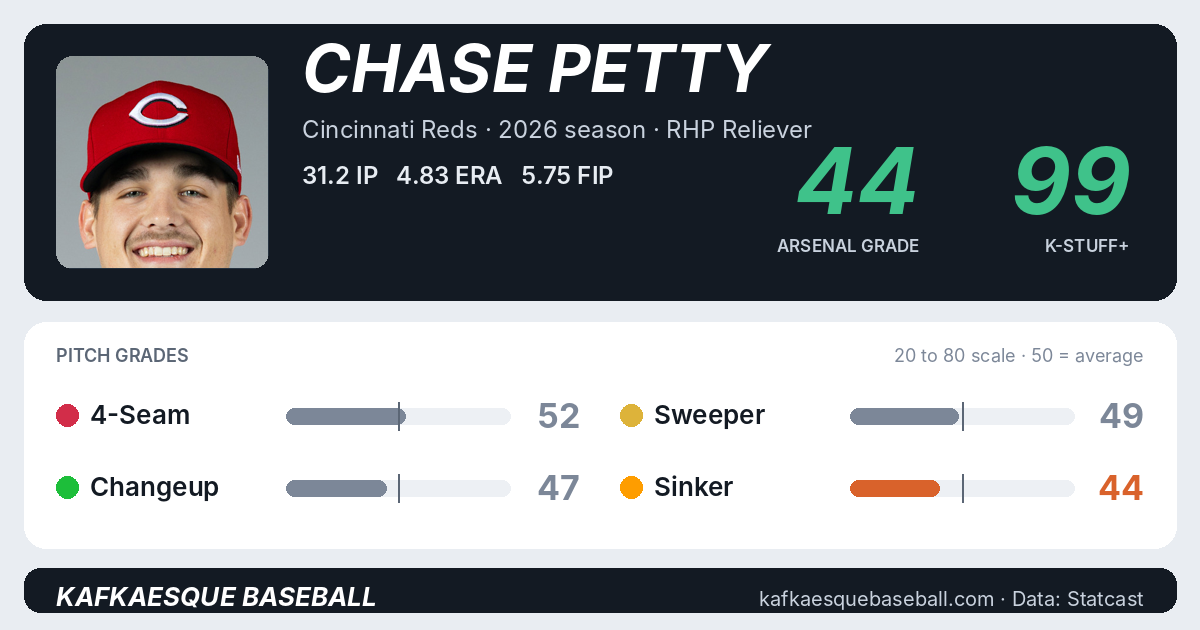 CHASE PETTY
Cincinnati Reds · 2026 season · RHP Reliever
31.2 IP 4.83 ERA 5.75 FIP
44 99
ARSENAL GRADE K-STUFF+
PITCH GRADES 20 to 80 scale · 50 = average
4-Seam 52 Sweeper 49
Changeup 47 Sinker 44
KAFKAESQUE BASEBALL kafkaesquebaseball.com · Data: Statcast